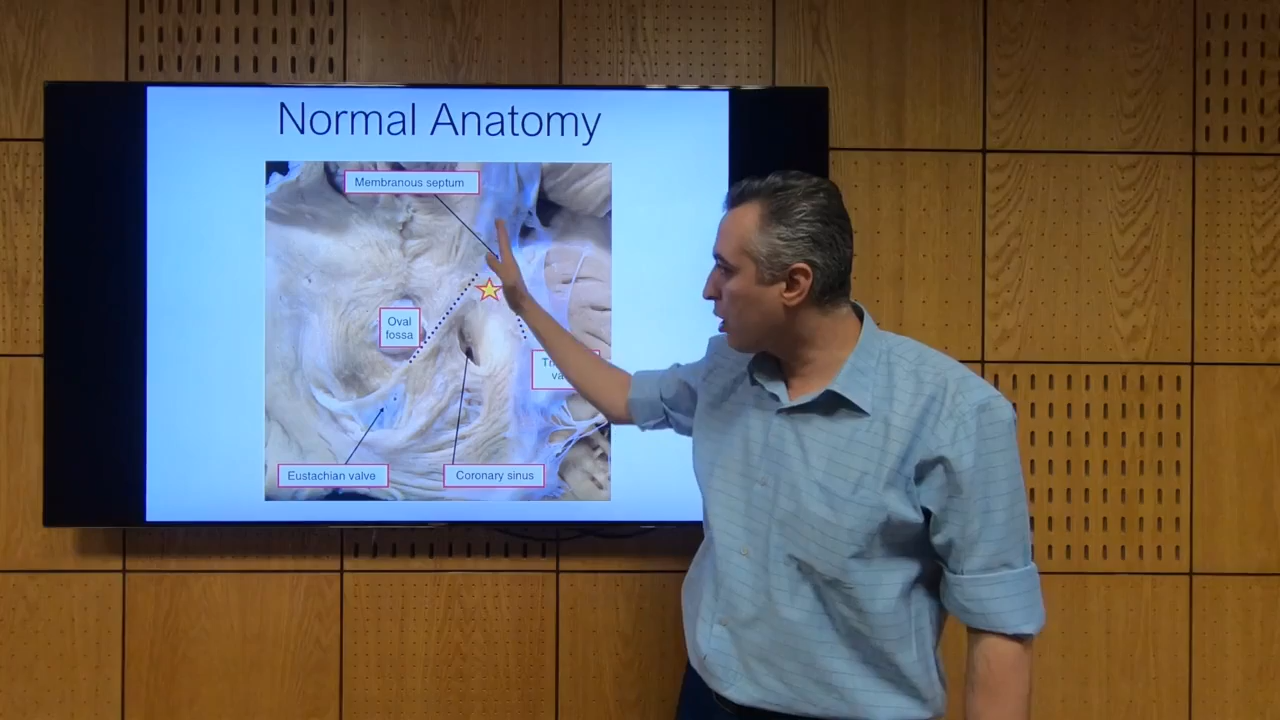 Normal Anatomy
Membranous septum
Oval
fossa
Eustachian valve
Coronary sinus